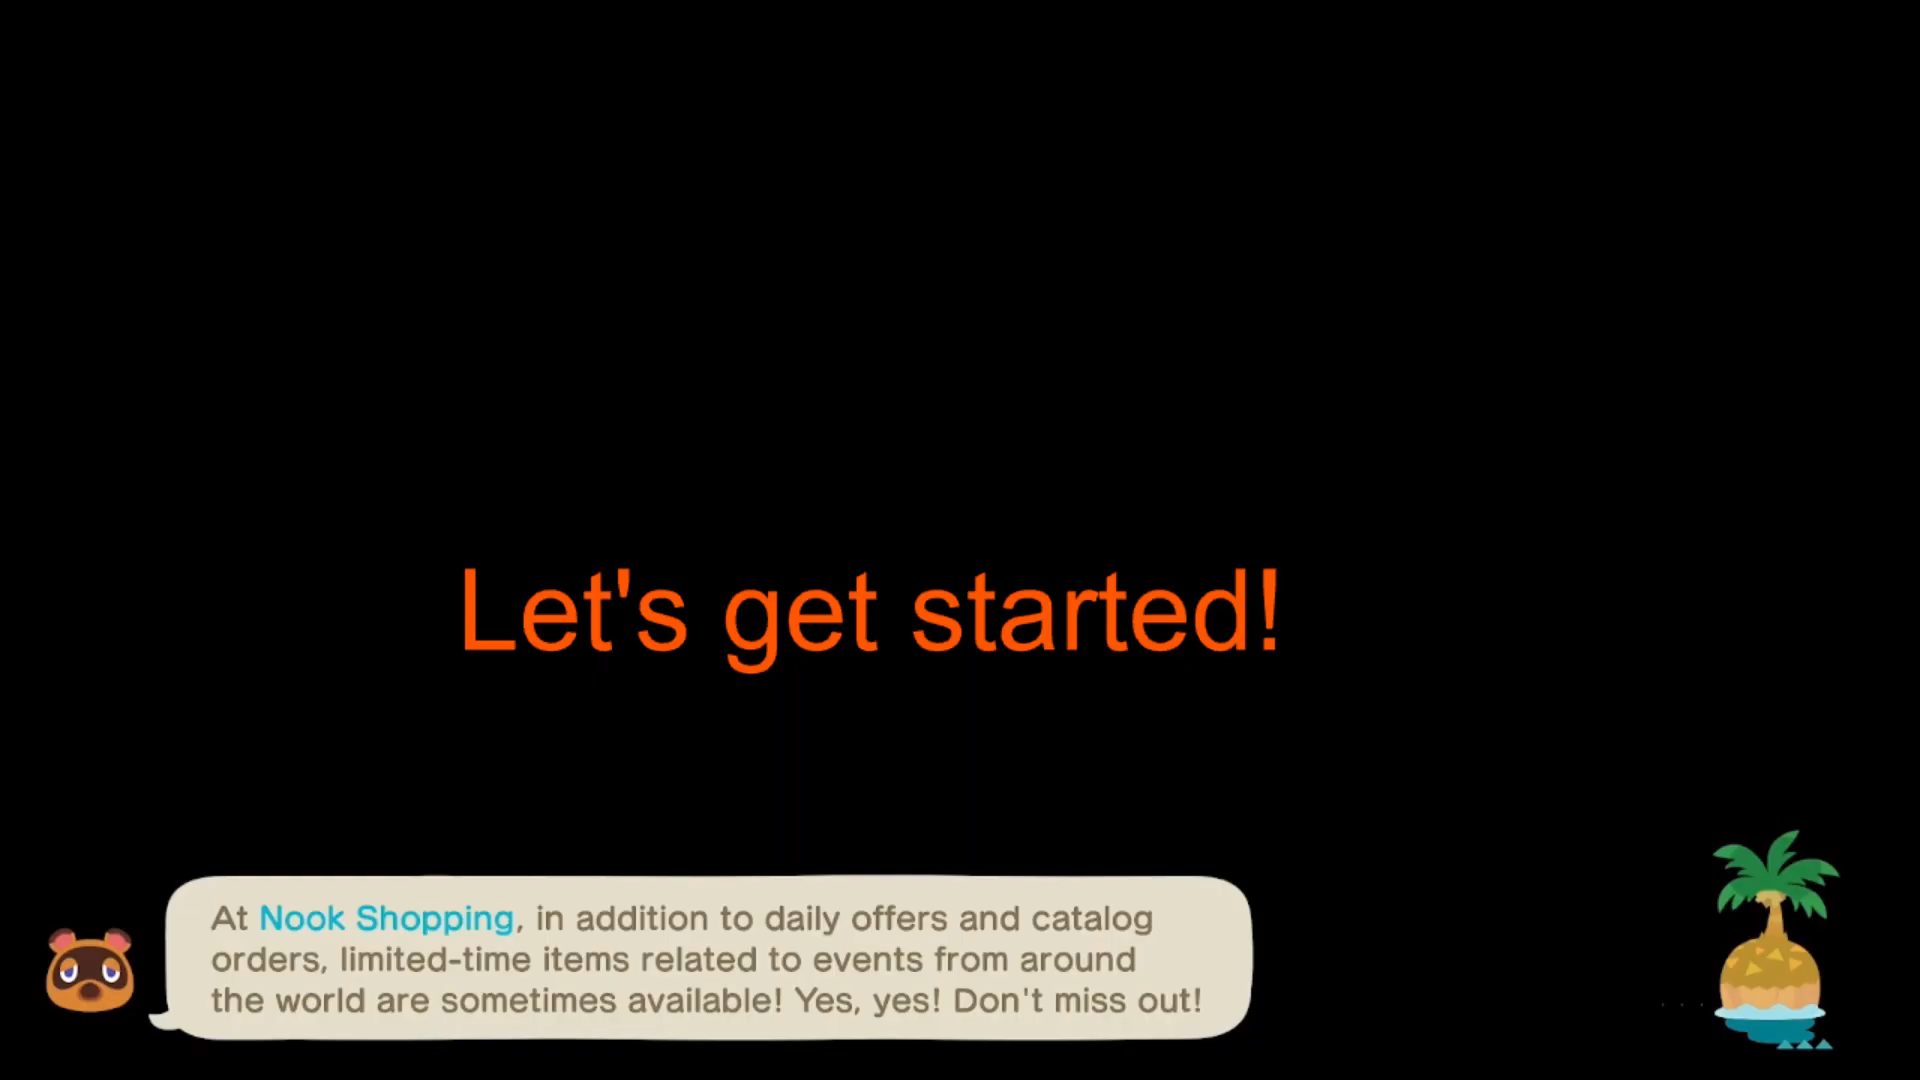 Let's get started!
At Nook Shopping, in addition to daily offers and catalog
orders, limited-time items related to events from around
the world are sometimes available! Yes, yes! Don't miss out!